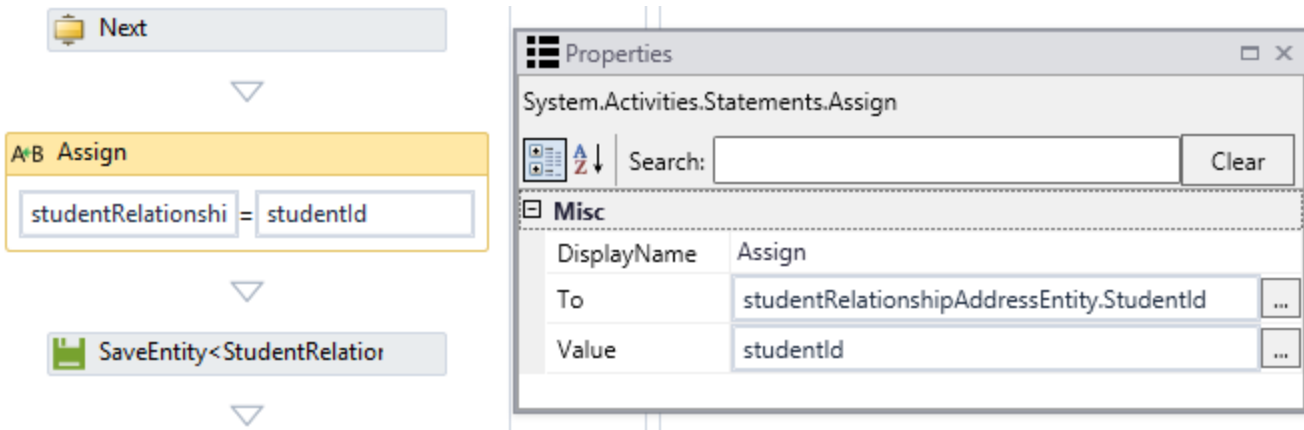 Next
A B Assign
studentRelationshi = studentId
SaveEntity<StudentRelation
Properties
System.Activities.Statements.Assign
A Z Search: Clear
Misc
DisplayName Assign
To studentRelationshipAddressEntity.StudentId ...
Value studentId ...